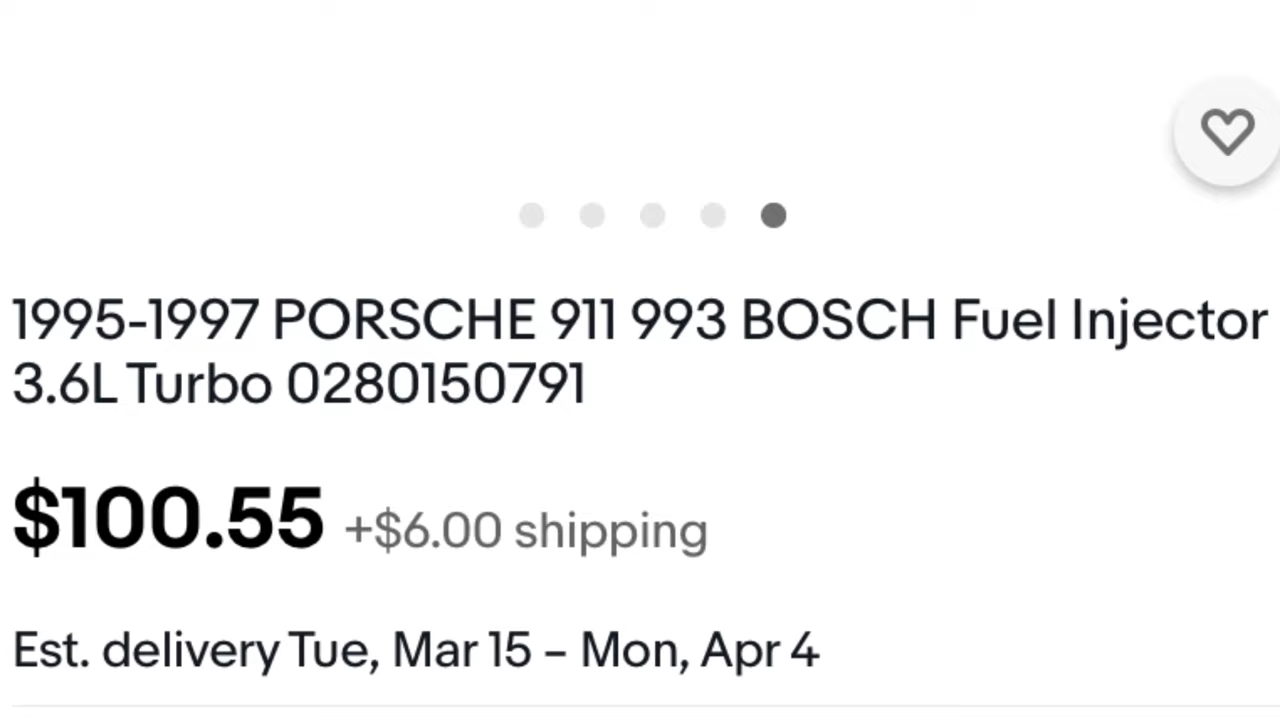 1995-1997 PORSCHE 911 993 BOSCH Fuel Injector
3.6L Turbo 0280150791
$100.55 +$6.00 shipping
Est. delivery Tue, Mar 15 – Mon, Apr 4